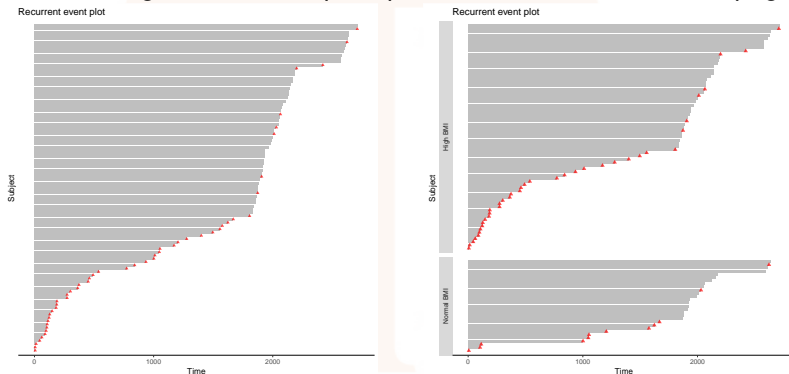 Recurrent event plot
Subject
0 1000 2000
Time
Recurrent event plot
High BMI
Subject
Normal BMI
0 1000 2000
Time